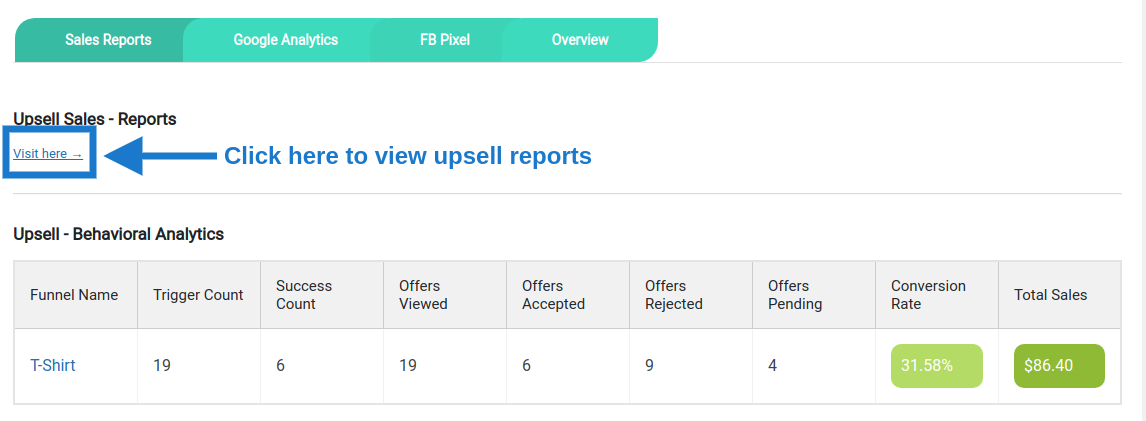 Sales Reports Google Analytics FB Pixel Overview
Upsell Sales - Reports
Visit here → Click here to view upsell reports
Upsell - Behavioral Analytics
Funnel Name Trigger Count Success Count Offers Viewed Offers Accepted Offers Rejected Offers Pending Conversion Rate Total Sales
T-Shirt 19 6 19 6 9 4 31.58% $86.40